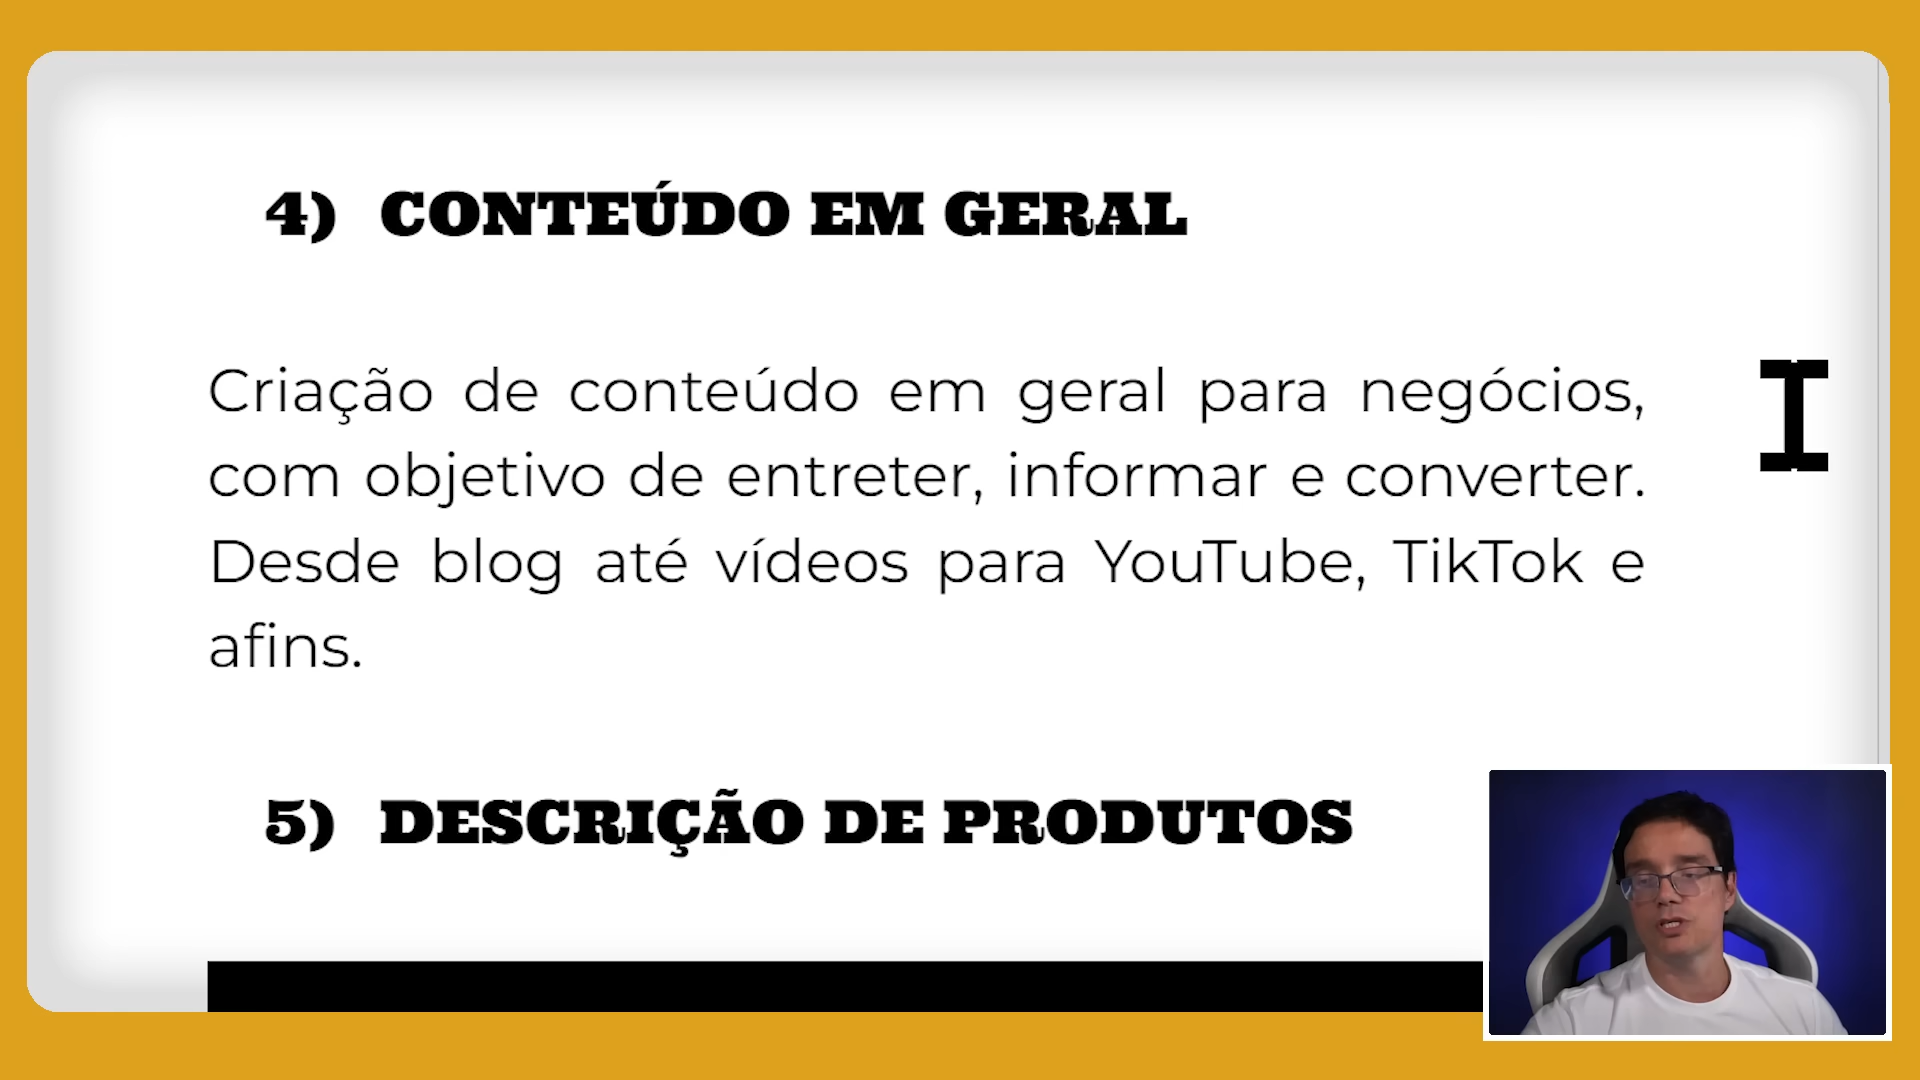 4) CONTEÚDO EM GERAL
Criação de conteúdo em geral para negócios,
com objetivo de entreter, informar e converter.
Desde blog até vídeos para YouTube, TikTok e
afins.
5) DESCRIÇÃO DE PRODUTOS